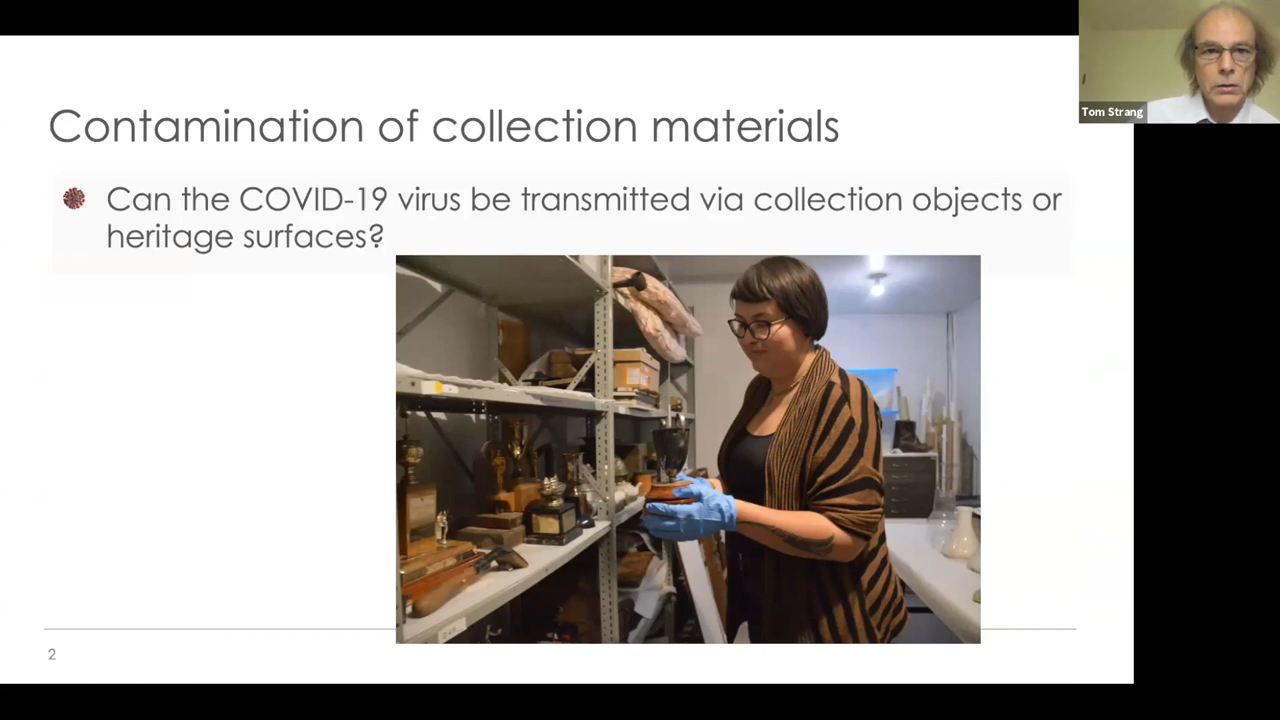 Contamination of collection materials
Can the COVID-19 virus be transmitted via collection objects or
heritage surfaces?
2
Tom Strang